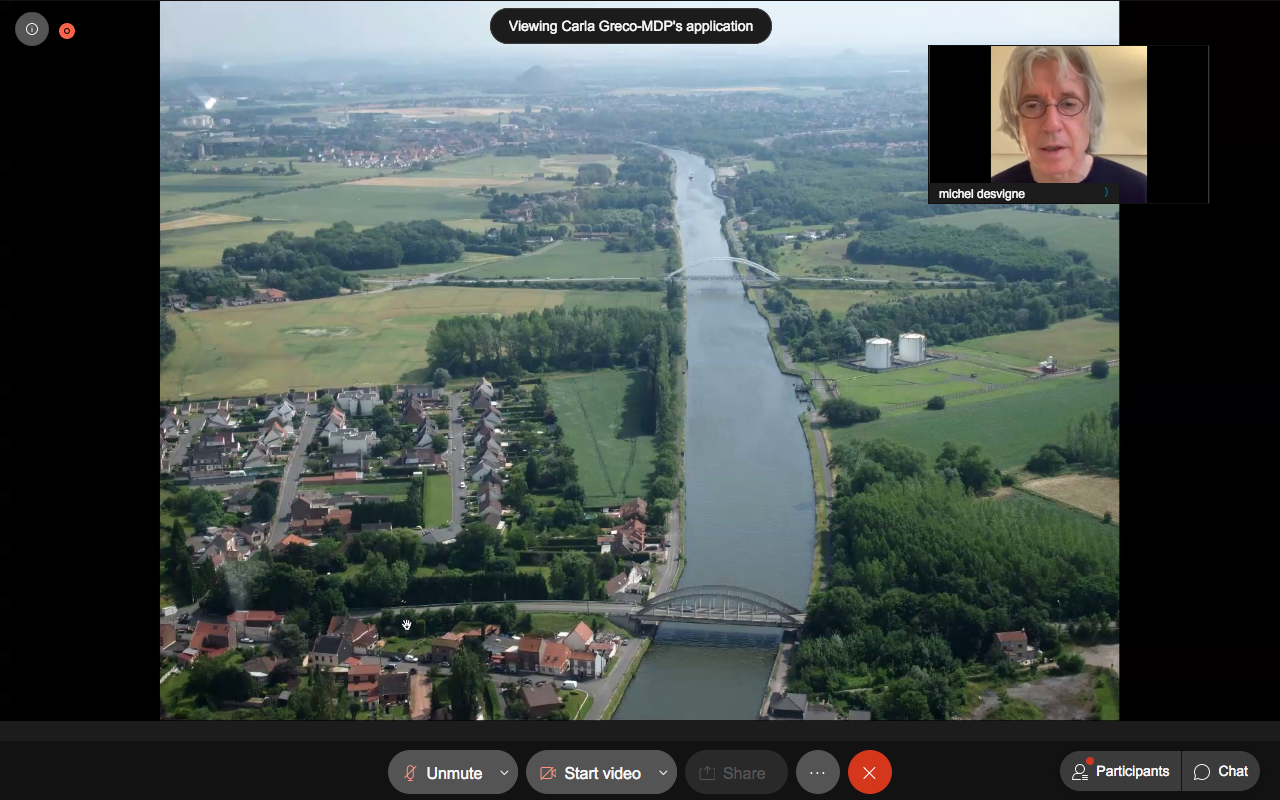 Viewing Carla Greco-MDP's application
michel desvigne
Unmute
Start video
Share
Participants
Chat